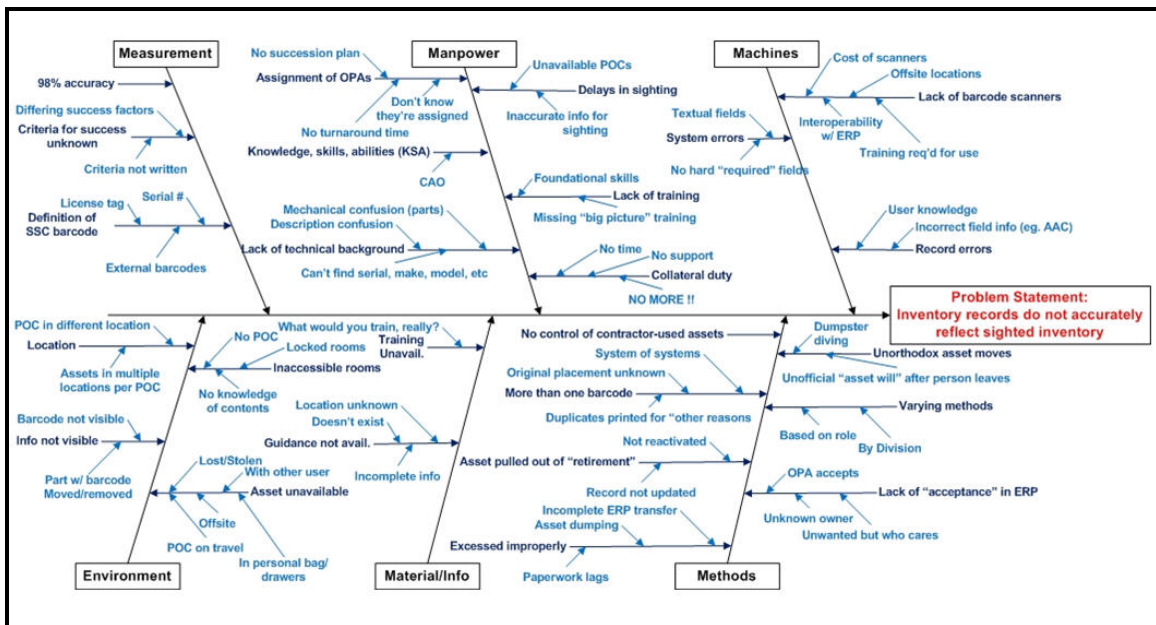 Measurement
98% accuracy
Differing success factors
Criteria for success
unknown
Criteria not written
License tag
Serial #
Definition of
SSC barcode
External barcodes
Manpower
No succession plan
Assignment of OPAs
Don't know
they're assigned
No turnaround time
Unavailable POCs
Delays in sighting
Inaccurate info for
sighting
Knowledge, skills, abilities (KSA)
CAO
Foundational skills
Lack of training
Missing "big picture" training
Mechanical confusion (parts)
Description confusion
Lack of technical background
Can't find serial, make, model, etc
No time
No support
Collateral duty
NO MORE !!
Machines
Cost of scanners
Offsite locations
Lack of barcode scanners
Interoperability
w/ ERP
Training req'd for use
Textual fields
System errors
No hard "required" fields
User knowledge
Incorrect field info (eg. AAC)
Record errors
Problem Statement:
Inventory records do not accurately
reflect sighted inventory
POC in different location
Location
Assets in multiple
locations per POC
No POC
Locked rooms
Inaccessible rooms
No knowledge
of contents
Barcode not visible
Info not visible
Part w/ barcode
Moved/removed
Lost/Stolen
With other user
Asset unavailable
Offsite
POC on travel
In personal bag/
drawers
Environment
What would you train, really?
Training
Unavail.
Location unknown
Doesn't exist
Guidance not avail.
Incomplete info
Material/Info
No control of contractor-used assets
Dumpster
diving
Unorthodox asset moves
Unofficial "asset will" after person leaves
System of systems
Original placement unknown
More than one barcode
Duplicates printed for "other reasons
Varying methods
Based on role
By Division
Not reactivated
Asset pulled out of "retirement"
Record not updated
OPA accepts
Lack of "acceptance" in ERP
Unknown owner
Unwanted but who cares
Incomplete ERP transfer
Asset dumping
Excessed improperly
Paperwork lags
Methods